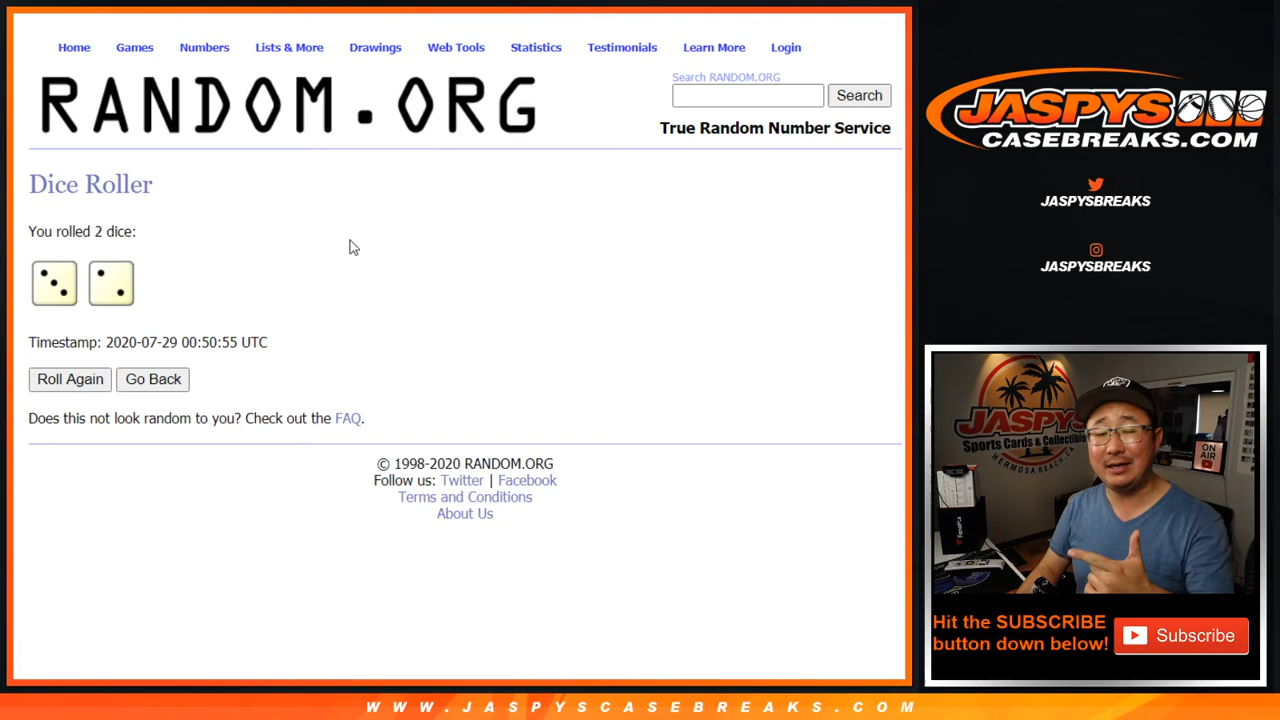 Home Games Numbers Lists & More Drawings Web Tools Statistics Testimonials Learn More Login
RANDOM.ORG
Search RANDOM.ORG
Search
True Random Number Service
Dice Roller
You rolled 2 dice:
Timestamp: 2020-07-29 00:50:55 UTC
Roll Again Go Back
Does this not look random to you? Check out the FAQ.
© 1998-2020 RANDOM.ORG
Follow us: Twitter | Facebook
Terms and Conditions
About Us
JASPYS
CASEBREAKS.COM
JASPYSBREAKS
JASPYSBREAKS
JASPYS
Sports Cards & Collectible
HERMOSA BEACH, CA
ON
AIR
Fanatics
Hit the SUBSCRIBE
button down below!
Subscribe
WWW.JASPYSCASEBREAKS.COM